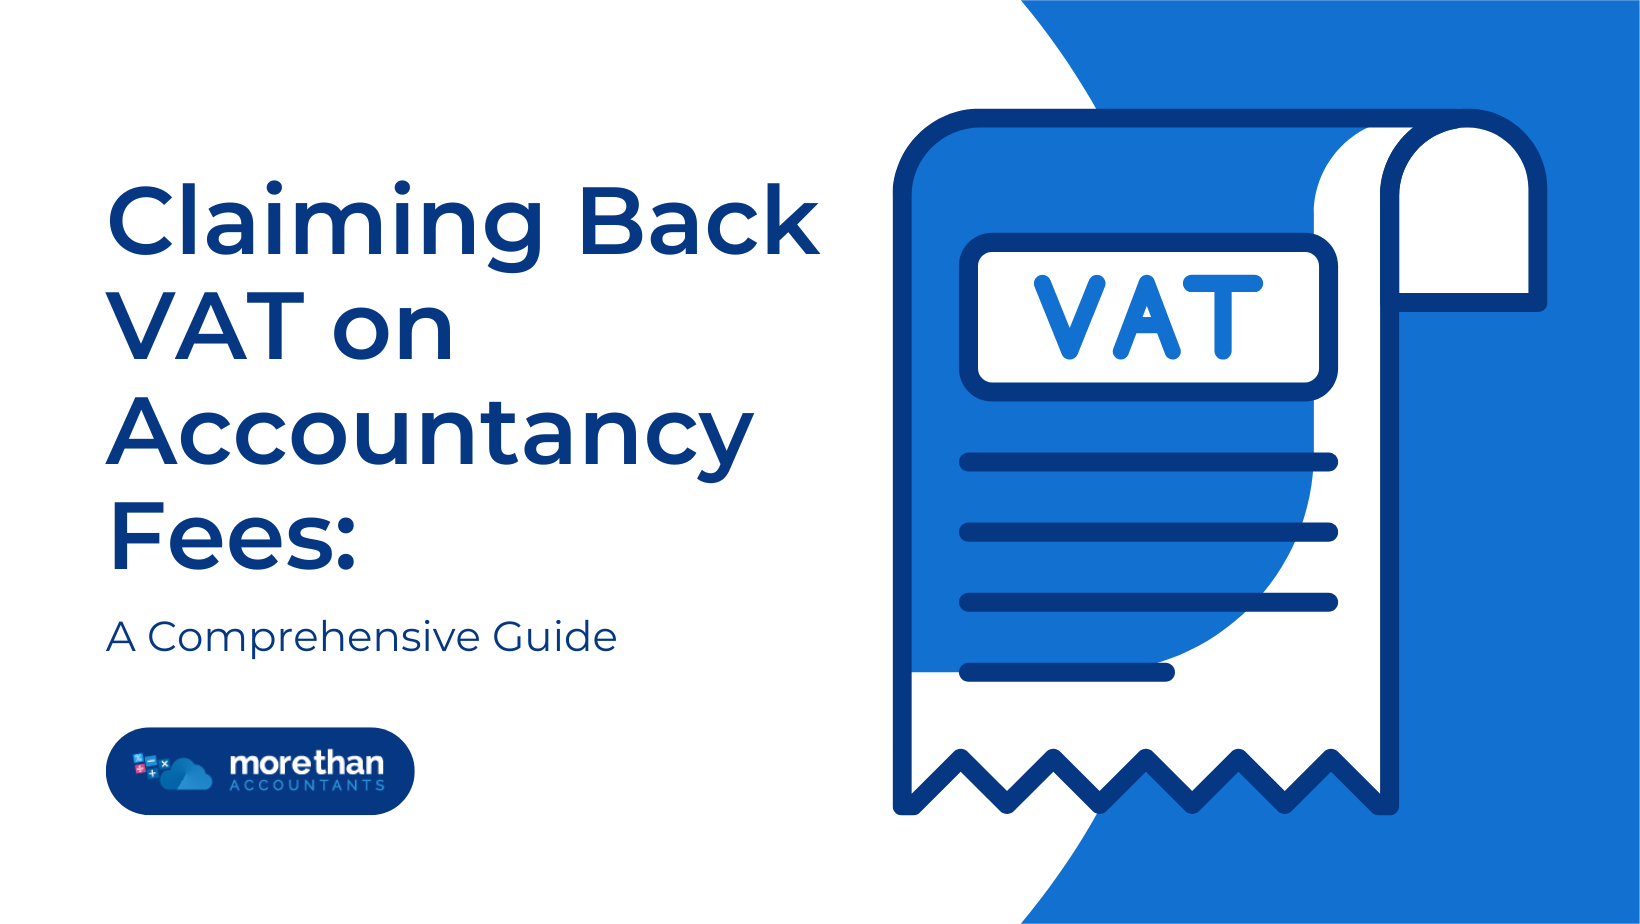 Claiming Back
VAT on
Accountancy
Fees:
A Comprehensive Guide
morethan
ACCOUNTANTS
VAT